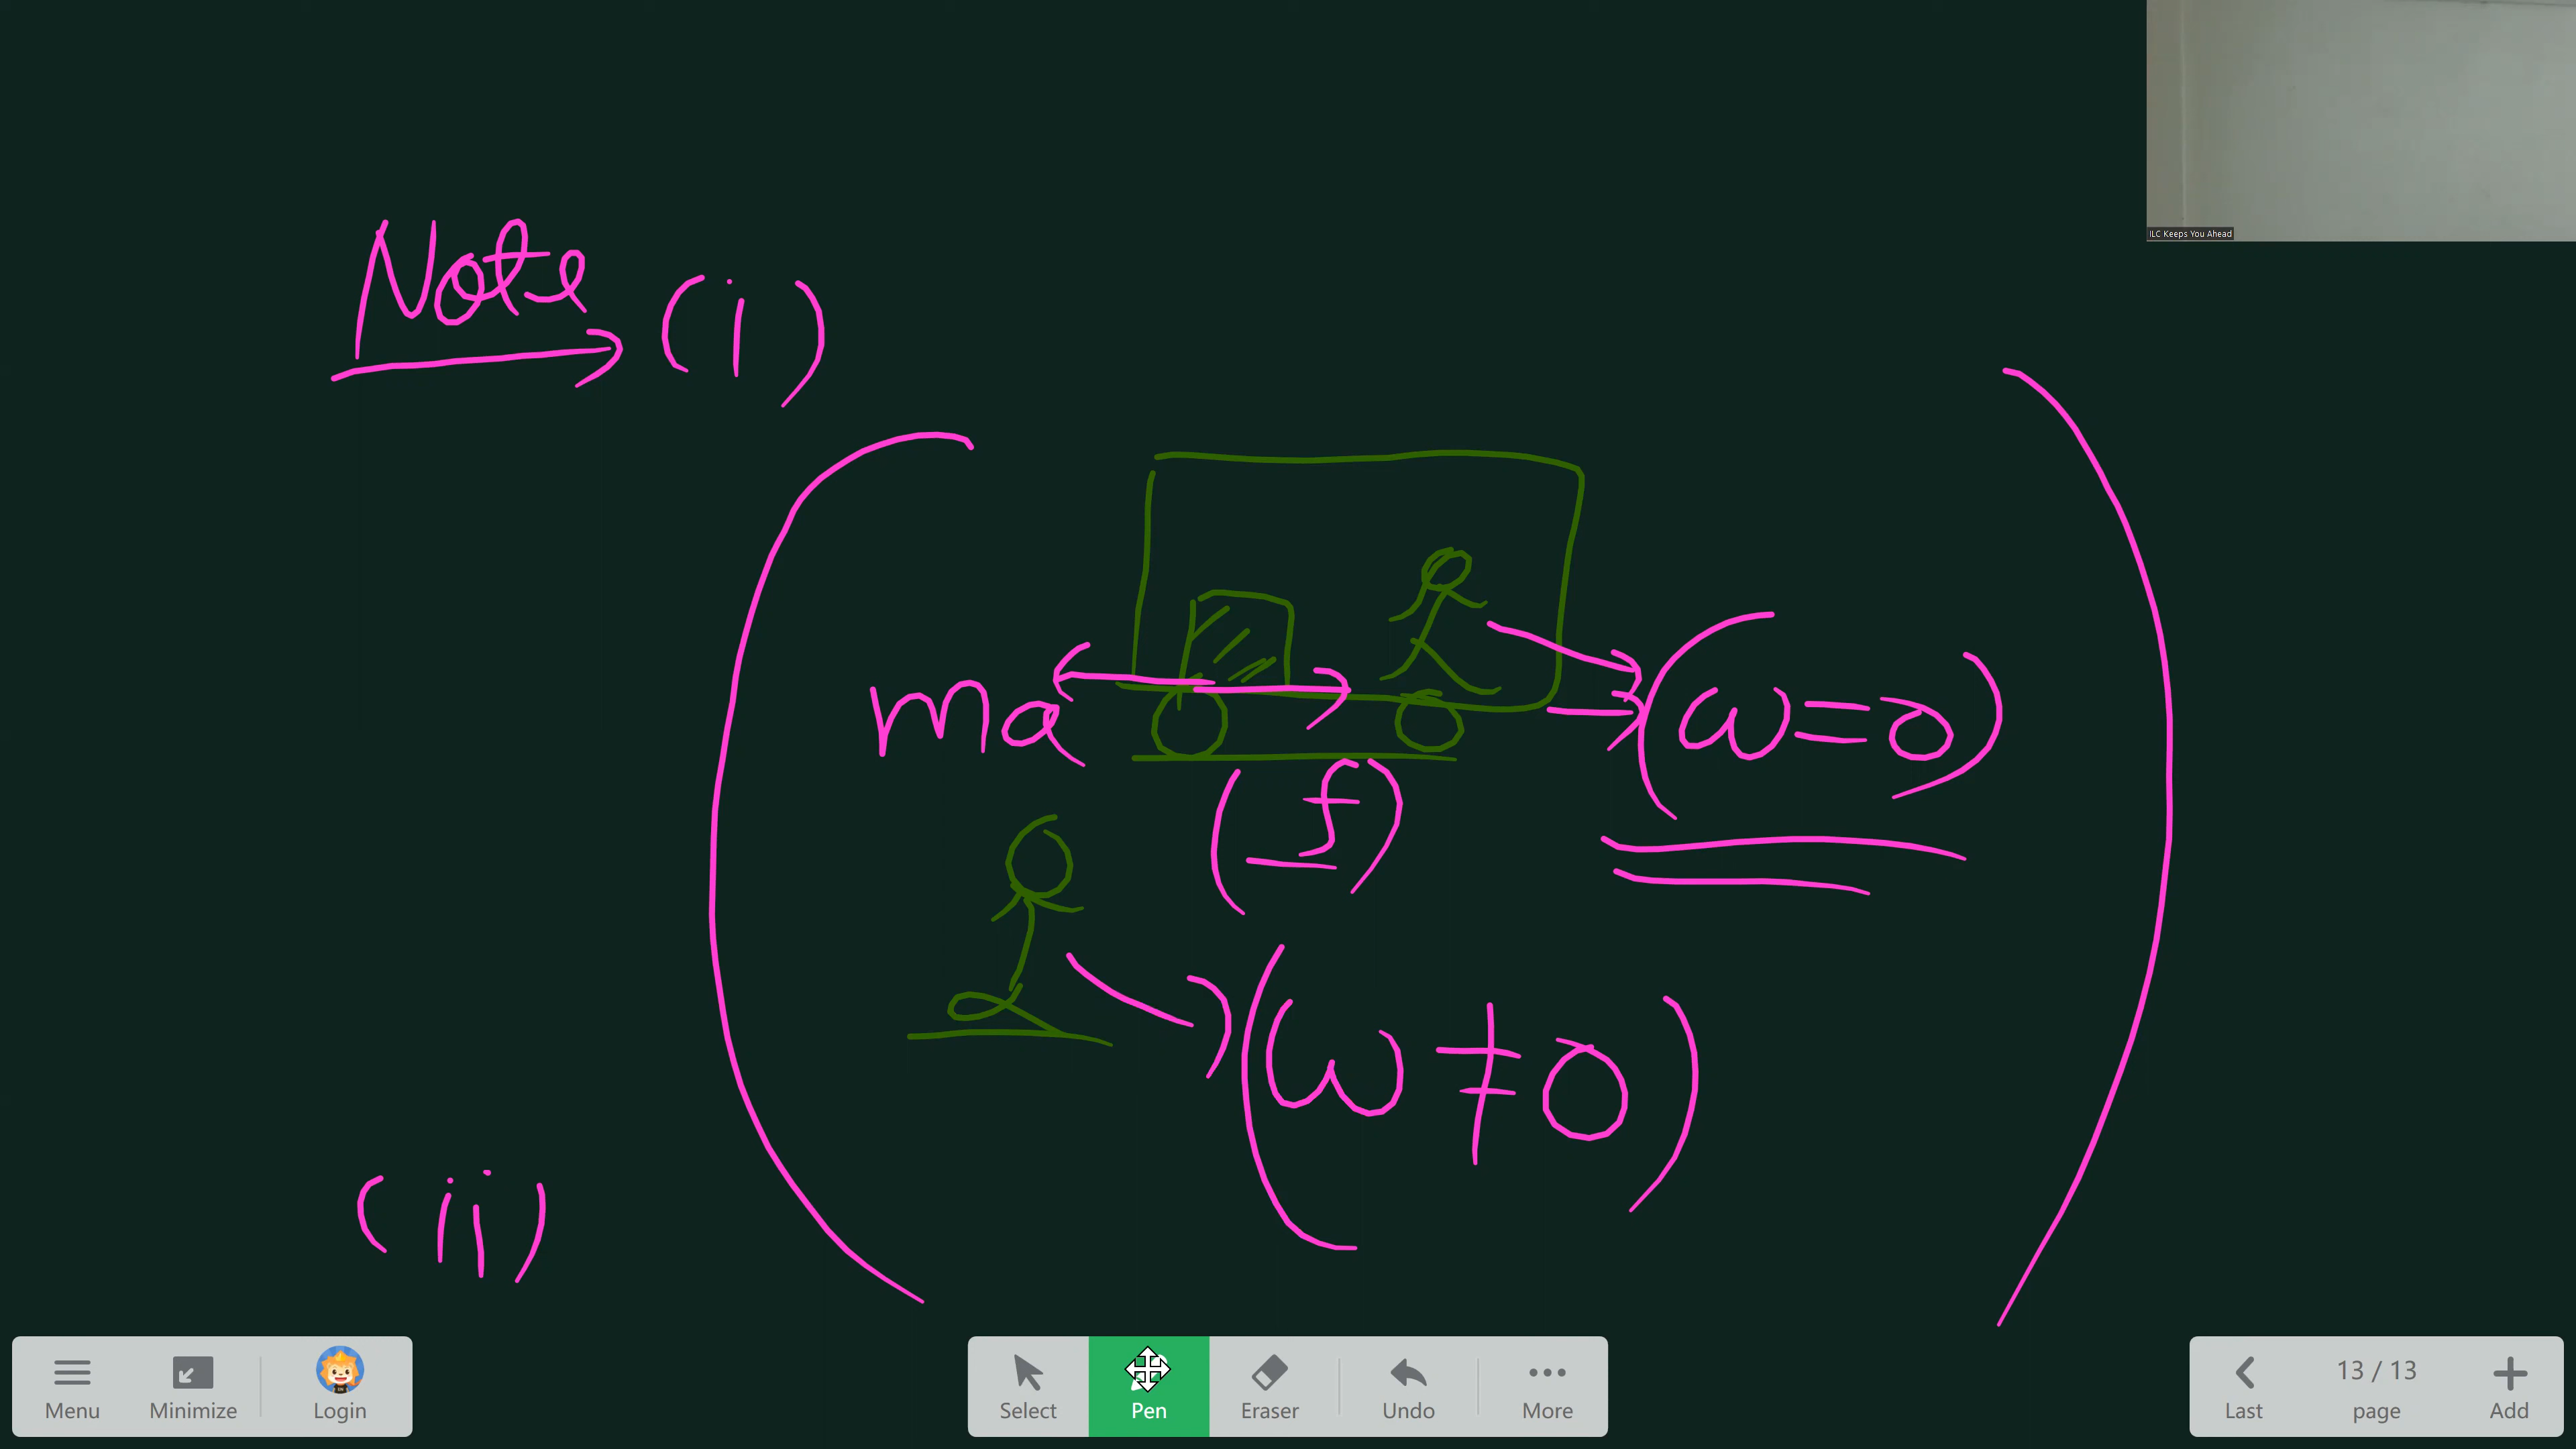 ILC Keeps You Ahead
Note (i)
ma
(ω=0)
(f)
(ω≠0)
(ii)
Menu
Minimize
Login
Select
Pen
Eraser
Undo
More
Last
13 / 13
page
Add